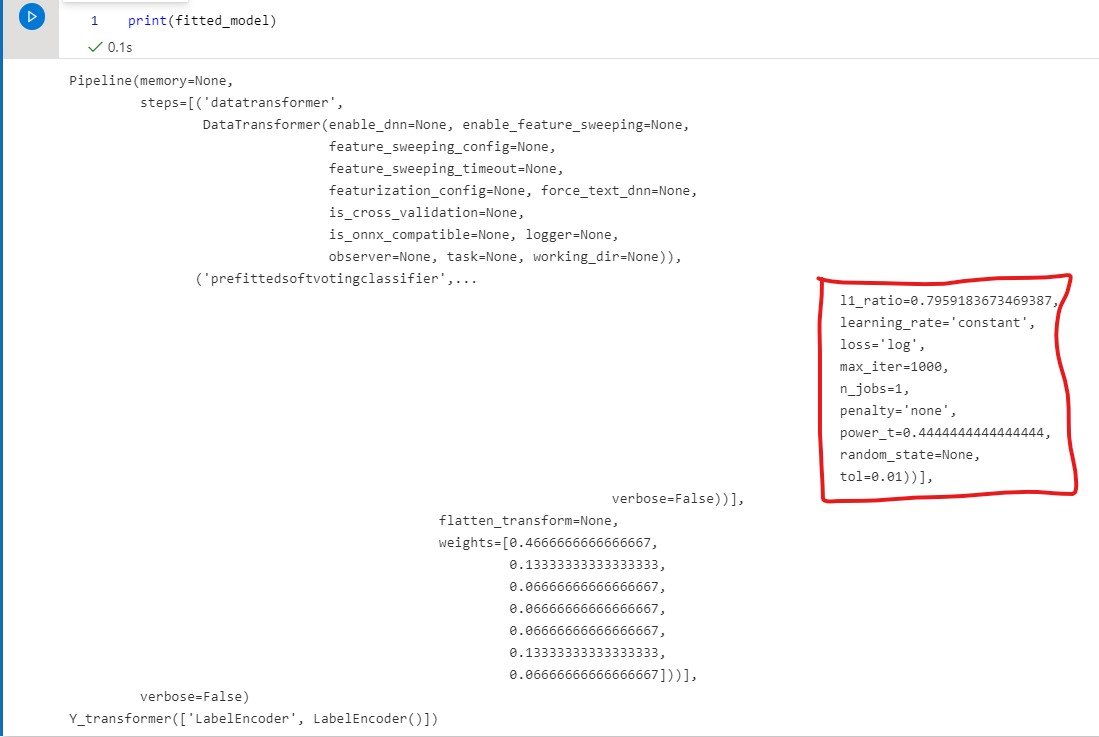 1 print(fitted_model)
0.1s
Pipeline(memory=None,
steps=[('datatransformer',
DataTransformer(enable_dnn=None, enable_feature_sweeping=None,
feature_sweeping_config=None,
feature_sweeping_timeout=None,
featurization_config=None, force_text_dnn=None,
is_cross_validation=None,
is_onnx_compatible=None, logger=None,
observer=None, task=None, working_dir=None)),
('prefittedsoftvotingclassifier',...
l1_ratio=0.7959183673469387,
learning_rate='constant',
loss='log',
max_iter=1000,
n_jobs=1,
penalty='none',
power_t=0.4444444444444444,
random_state=None,
tol=0.01))],
verbose=False))],
flatten_transform=None,
weights=[0.4666666666666667,
0.13333333333333333,
0.06666666666666667,
0.06666666666666667,
0.06666666666666667,
0.13333333333333333,
0.06666666666666667]))],
verbose=False)
Y_transformer(['LabelEncoder', LabelEncoder()])